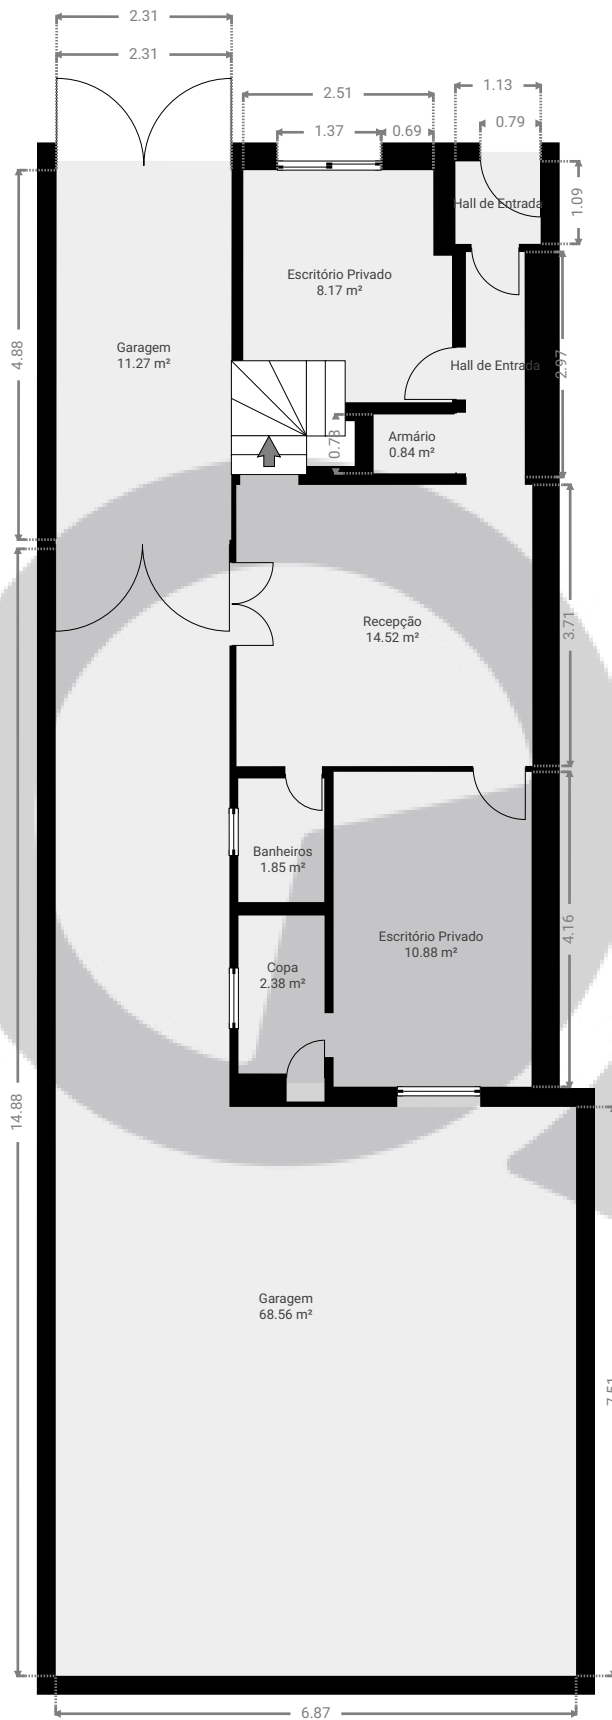 2.31
2.31
2.51
1.13
1.37
0.69
0.79
Hall de Entrada
1.09
Escritório Privado
8.17 m²
Garagem
11.27 m²
4.88
Hall de Entrada
2.97
0.73
Armário
0.84 m²
Recepção
14.52 m²
3.71
Banheiros
1.85 m²
Escritório Privado
10.88 m²
4.16
Copa
2.38 m²
14.88
Garagem
68.56 m²
7.51
6.87